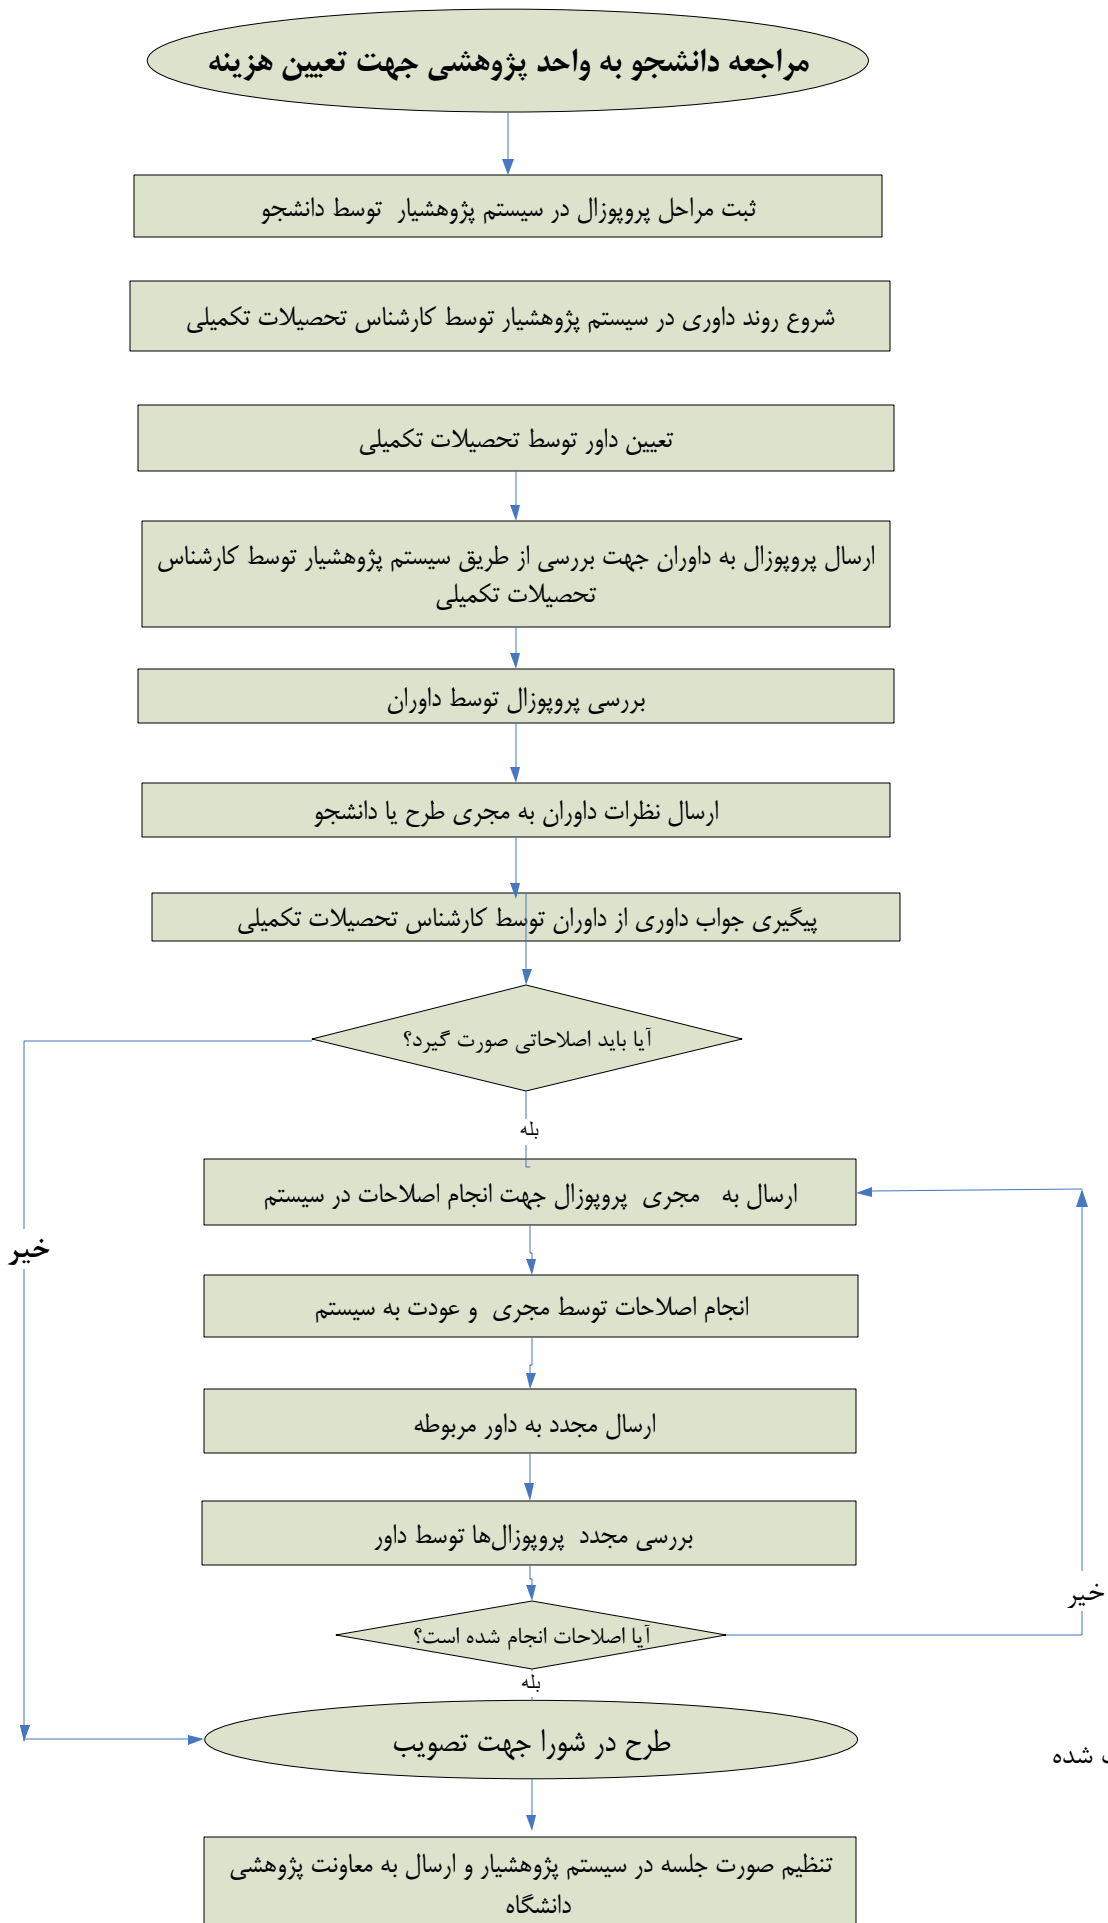 مراجعه دانشجو به واحد پژوهشی جهت تعیین هزینه
ثبت مراحل پروپوزال در سیستم پژوهشیار توسط دانشجو
شروع روند داوری در سیستم پژوهشیار توسط کارشناس تحصیلات تکمیلی
تعیین داور توسط تحصیلات تکمیلی
ارسال پروپوزال به داوران جهت بررسی از طریق سیستم پژوهشیار توسط کارشناس
تحصیلات تکمیلی
بررسی پروپوزال توسط داوران
ارسال نظرات داوران به مجری طرح یا دانشجو
پیگیری جواب داوری از داوران توسط کارشناس تحصیلات تکمیلی
آیا باید اصلاحاتی صورت گیرد؟
بله
ارسال به مجری پروپوزال جهت انجام اصلاحات در سیستم
خیر
انجام اصلاحات توسط مجری و عودت به سیستم
ارسال مجدد به داور مربوطه
بررسی مجدد پروپوزال‌ها توسط داور
خیر
آیا اصلاحات انجام شده است؟
بله
طرح در شورا جهت تصویب
شده
تنظیم صورت جلسه در سیستم پژوهشیار و ارسال به معاونت پژوهشی
دانشگاه